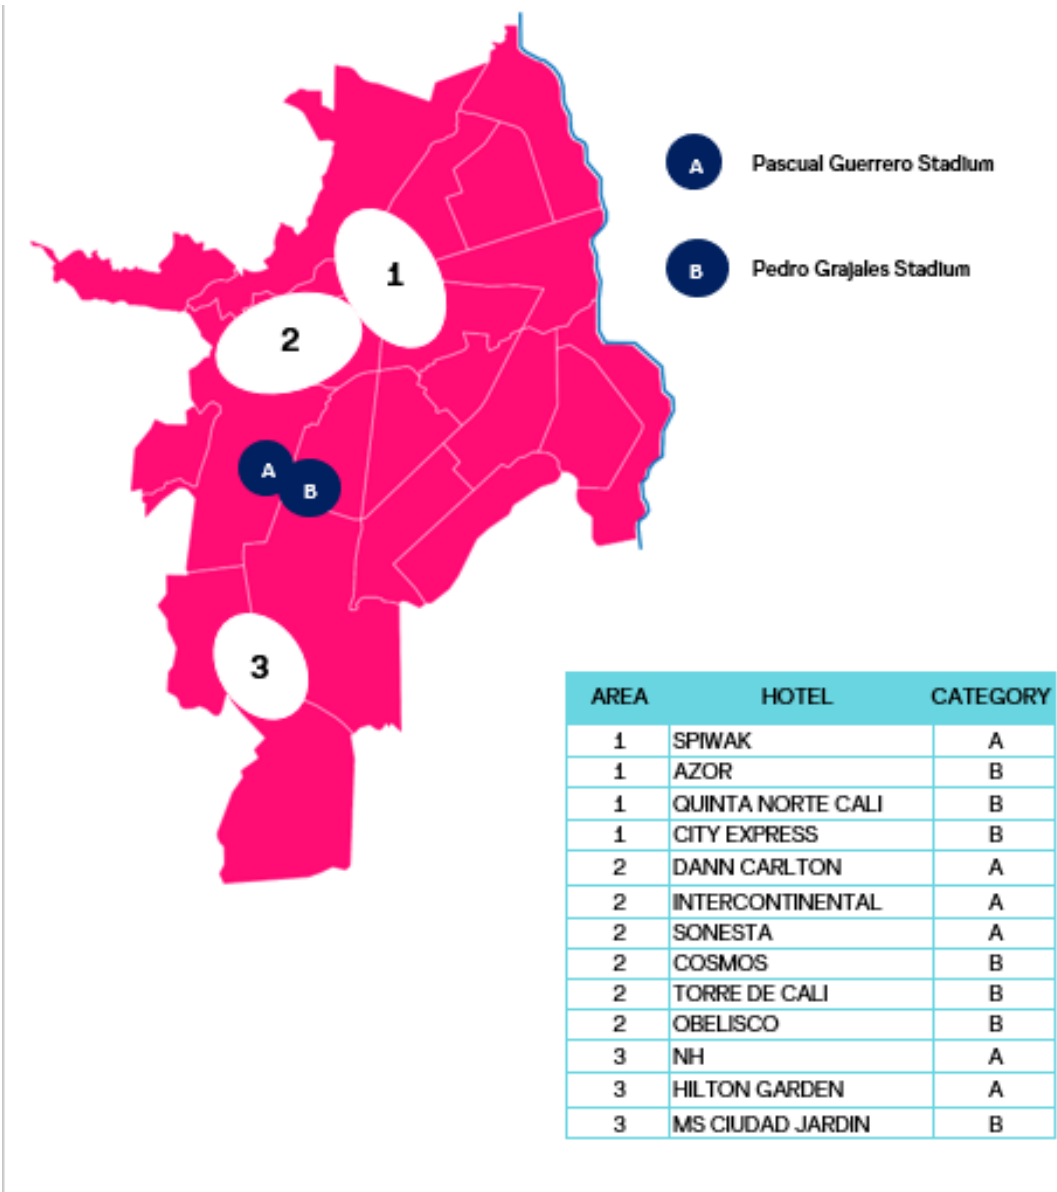 A Pascual Guerrero Stadium
B Pedro Grajales Stadium
1
2
A
B
3
AREA HOTEL CATEGORY
1 SPIWAK A
1 AZOR B
1 QUINTA NORTE CALI B
1 CITY EXPRESS B
2 DANN CARLTON A
2 INTERCONTINENTAL A
2 SONESTA A
2 COSMOS B
2 TORRE DE CALI B
2 OBELISCO B
3 NH A
3 HILTON GARDEN A
3 MS CIUDAD JARDIN B